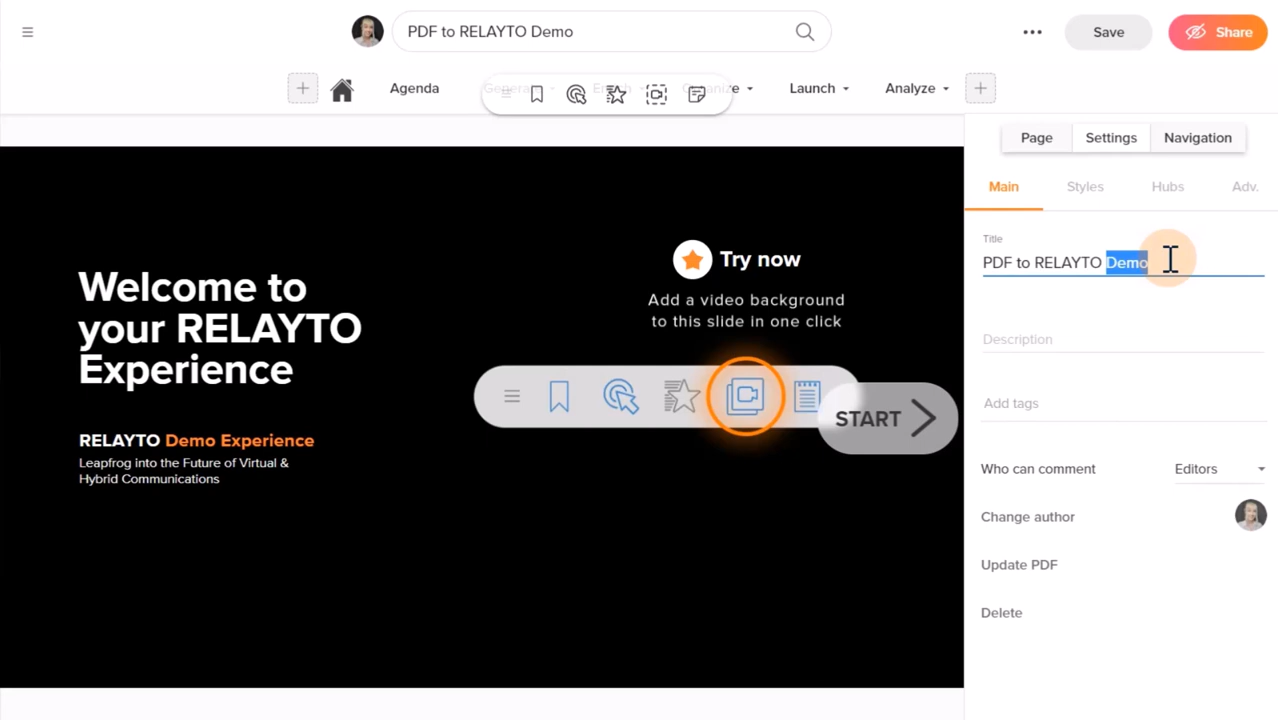 PDF to RELAYTO Demo
Save
Share
Agenda
Launch
Analyze
Page
Settings
Navigation
Main
Styles
Hubs
Adv.
Title
PDF to RELAYTO Demo
Description
Add tags
Who can comment
Editors
Change author
Update PDF
Delete
Welcome to
your RELAYTO
Experience
RELAYTO Demo Experience
Leapfrog into the Future of Virtual &
Hybrid Communications
Try now
Add a video background
to this slide in one click
START